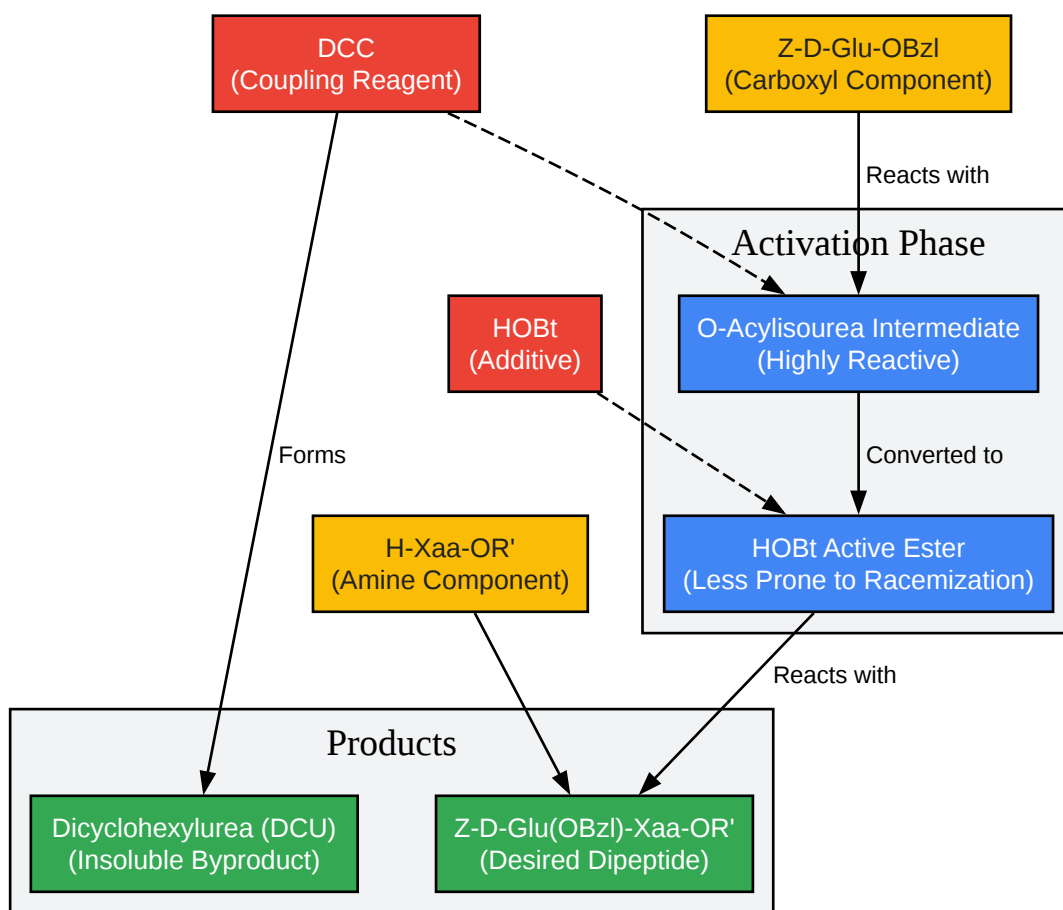 DCC
(Coupling Reagent)
Z-D-Glu-OBzl
(Carboxyl Component)
Reacts with
Activation Phase
HOBt
(Additive)
O-Acylisourea Intermediate
(Highly Reactive)
Forms
Converted to
H-Xaa-OR'
(Amine Component)
HOBt Active Ester
(Less Prone to Racemization)
Reacts with
Products
Dicyclohexylurea (DCU)
(Insoluble Byproduct)
Z-D-Glu(OBzl)-Xaa-OR'
(Desired Dipeptide)